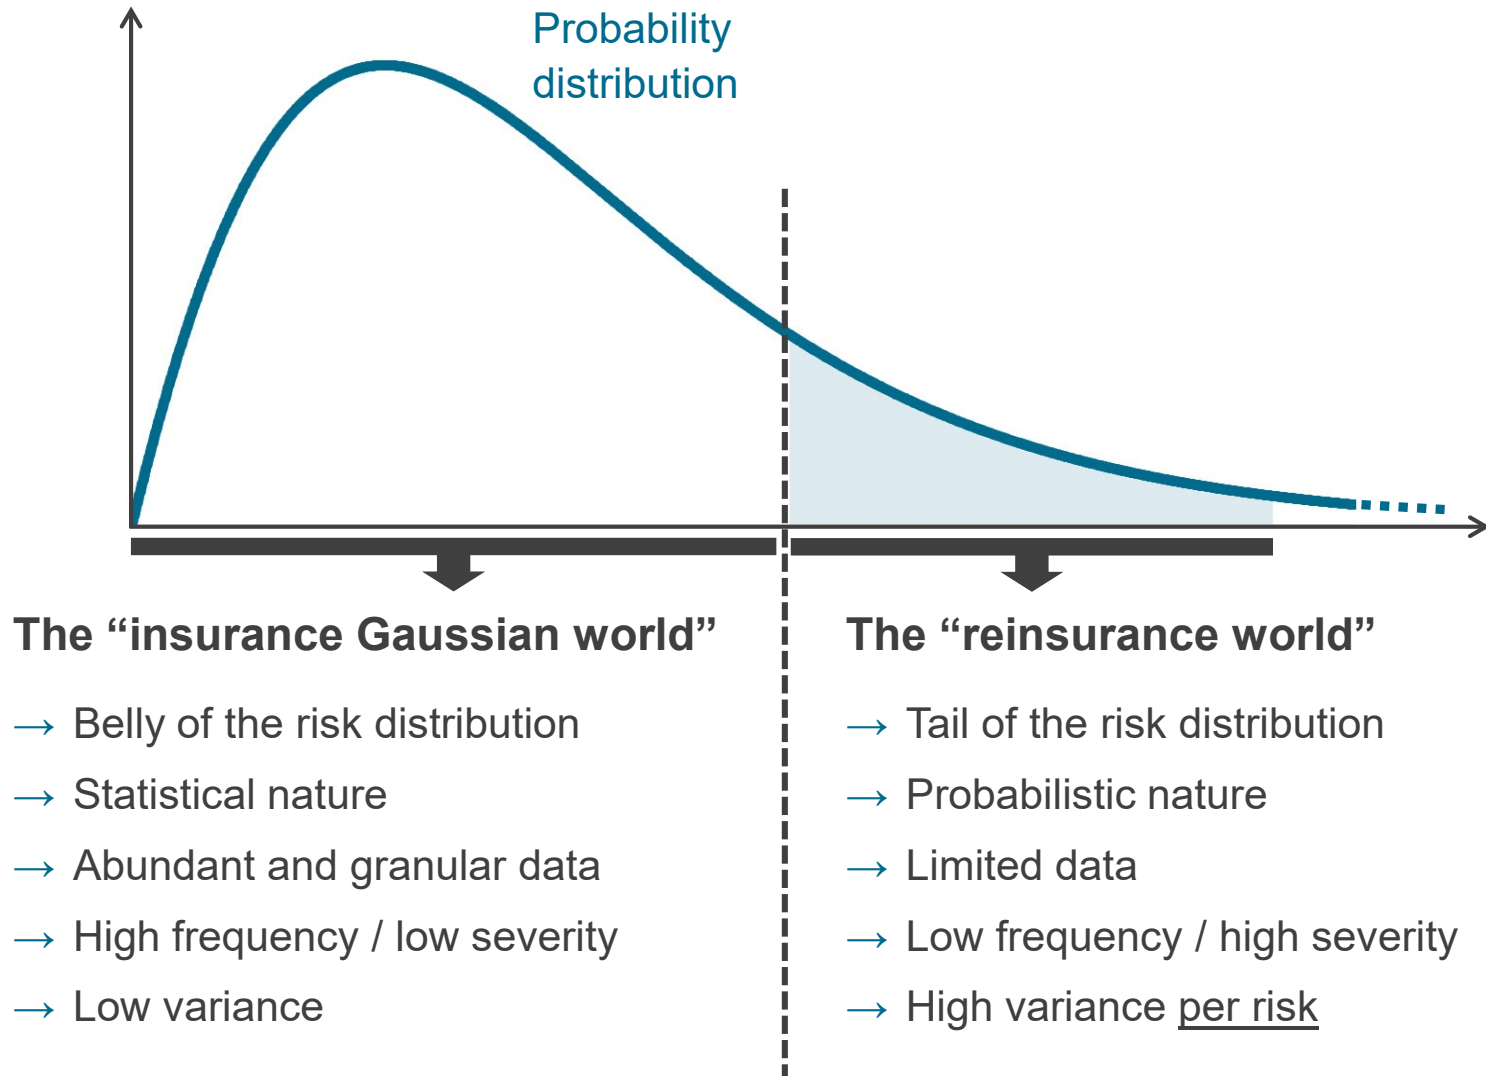 Probability
distribution
The “insurance Gaussian world”
→ Belly of the risk distribution
→ Statistical nature
→ Abundant and granular data
→ High frequency / low severity
→ Low variance
The “reinsurance world”
→ Tail of the risk distribution
→ Probabilistic nature
→ Limited data
→ Low frequency / high severity
→ High variance per risk